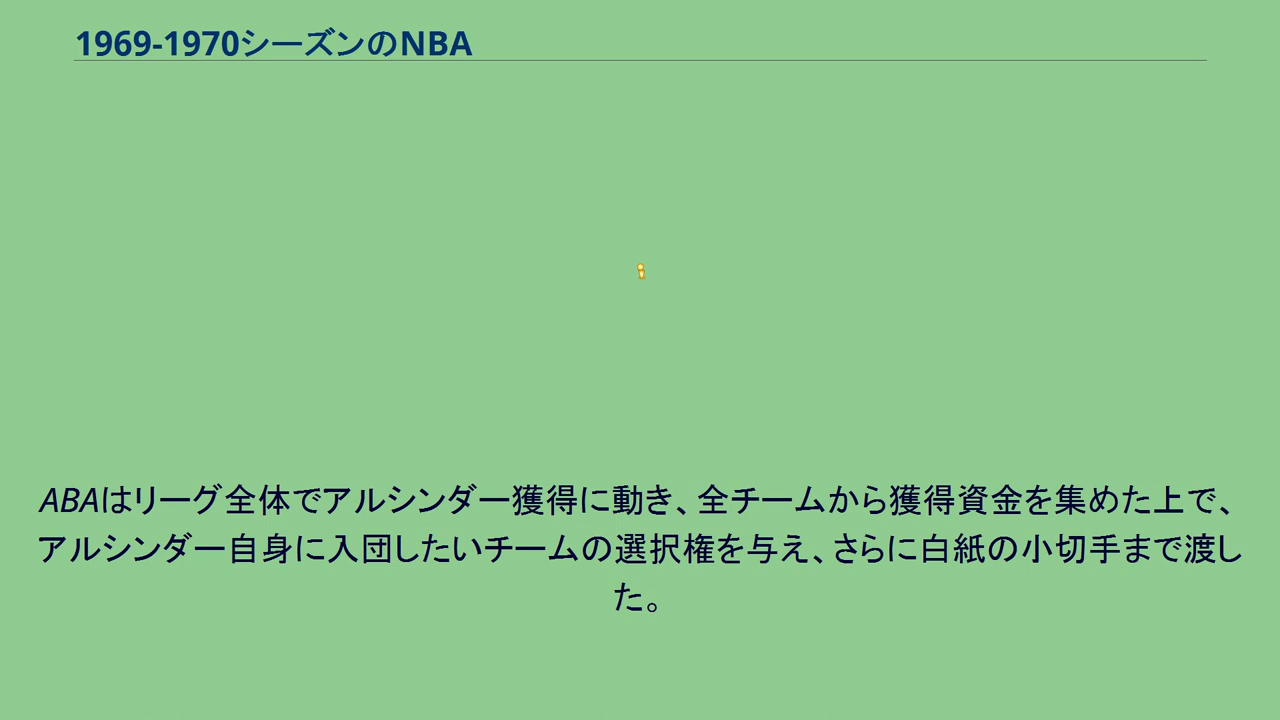 1969-1970シーズンのNBA
ABAはリーグ全体でアルシンダー獲得に動き、全チームから獲得資金を集めた上で、
アルシンダー自身に入団したいチームの選択権を与え、さらに白紙の小切手まで渡し
た。